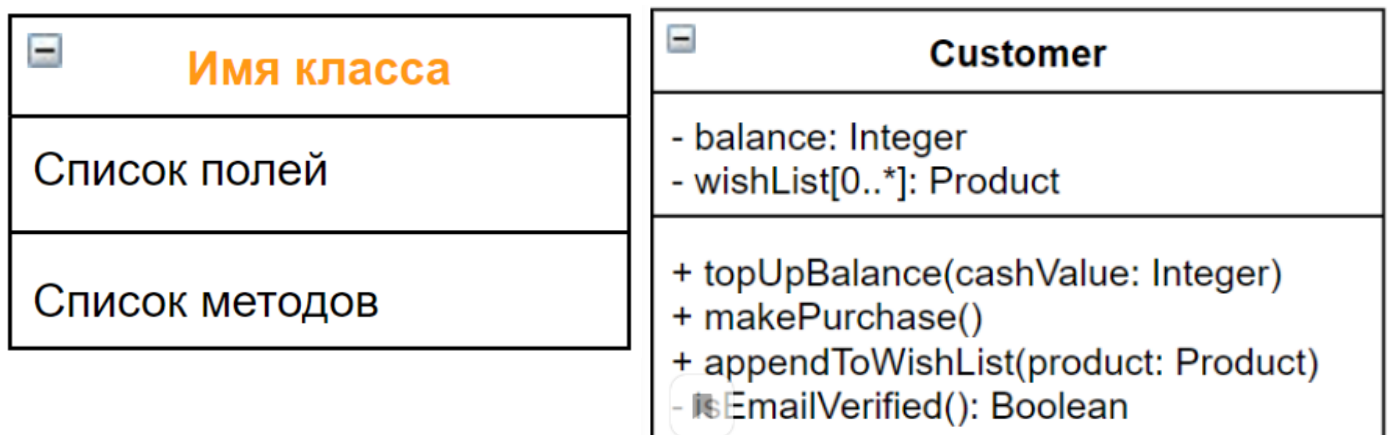 Имя класса
Список полей
Список методов
Customer
- balance: Integer
- wishList[0..*]: Product
+ topUpBalance(cashValue: Integer)
+ makePurchase()
+ appendToWishList(product: Product)
- isEmailVerified(): Boolean